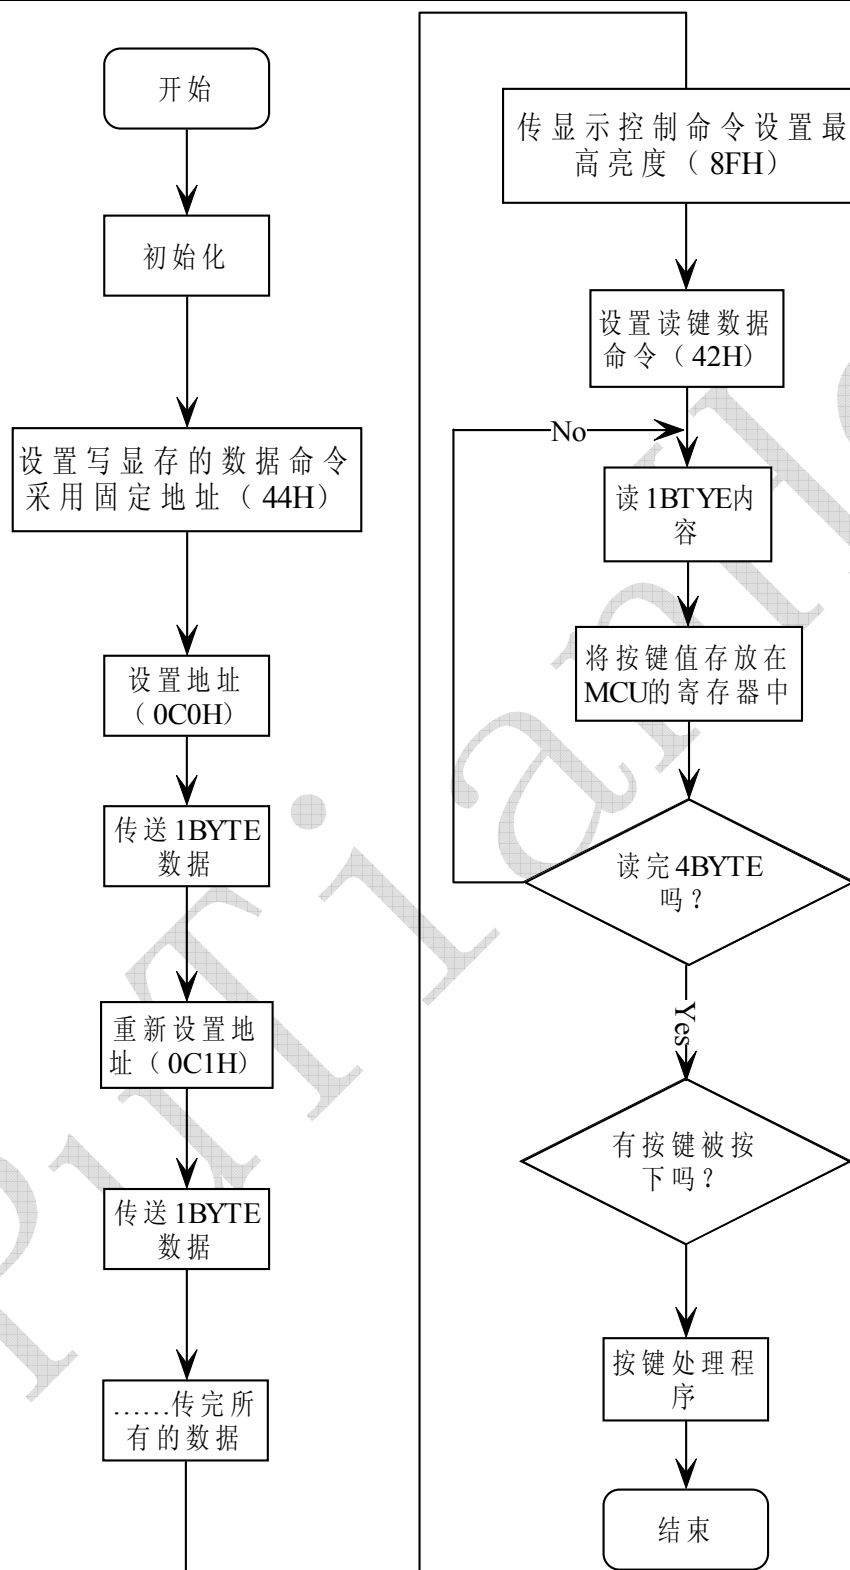 开始
初始化
设置写显存的数据命令
采用固定地址（44H）
设置地址
（0C0H）
传送1BYTE
数据
重新设置地
址（0C1H）
传送1BYTE
数据
……传完所
有的数据
传显示控制命令设置最
高亮度（8FH）
设置读键数据
命令（42H）
No
读1BTYE内
容
将按键值存放在
MCU的寄存器中
读完4BYTE
吗？
Yes
有按键被按
下吗？
按键处理程
序
结束